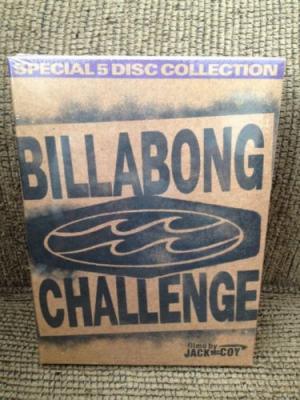 SPECIAL 5 DISC COLLECTION
BILLABONG
CHALLENGE
films by
JACK McCOY